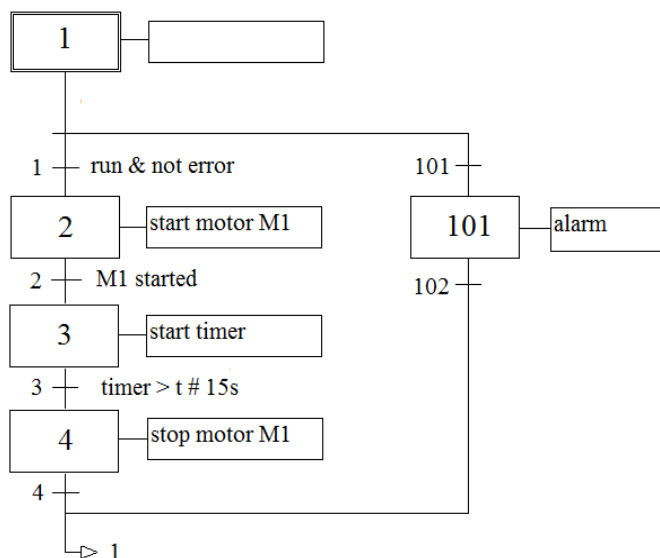 1
1 run & not error
101
2 start motor M1
101 alarm
2 M1 started
102
3 start timer
3 timer > t # 15s
4 stop motor M1
4
1